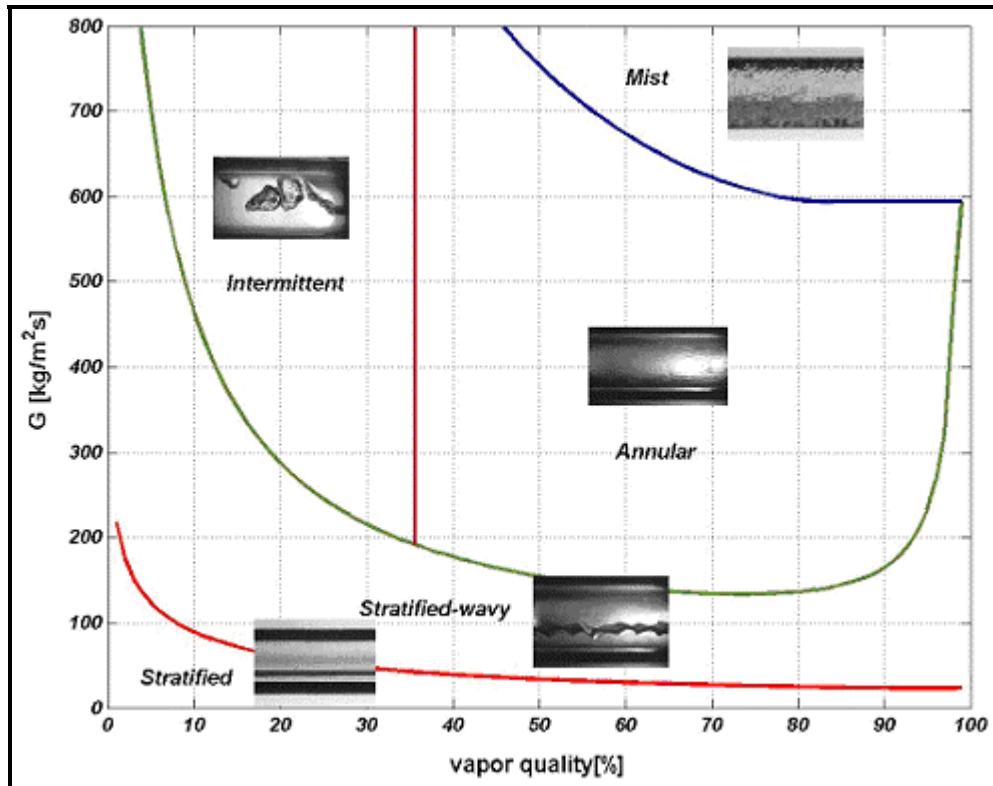 800
700
600
500
400
300
200
100
0
G [kg/m²s]
Mist
Intermittent
Annular
Stratified-wavy
Stratified
0 10 20 30 40 50 60 70 80 90 100
vapor quality[%]